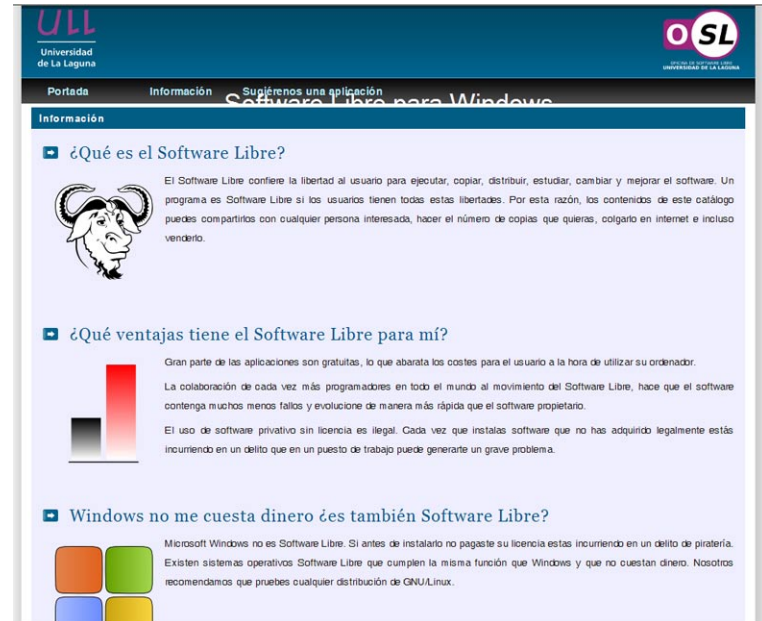 ULL
Universidad
de La Laguna
OSL
OFICINA DE SOFTWARE LIBRE
UNIVERSIDAD DE LA LAGUNA
Portada Información Sugiérenos una aplicación
Software Libre para Windows
Información
¿Qué es el Software Libre?
El Software Libre confiere la libertad al usuario para ejecutar, copiar, distribuir, estudiar, cambiar y mejorar el software. Un
programa es Software Libre si los usuarios tienen todas estas libertades. Por esta razón, los contenidos de este catálogo
puedes compartirlos con cualquier persona interesada, hacer el número de copias que quieras, colgarlo en internet e incluso
venderlo.
¿Qué ventajas tiene el Software Libre para mí?
Gran parte de las aplicaciones son gratuitas, lo que abarata los costes para el usuario a la hora de utilizar su ordenador.
La colaboración de cada vez más programadores en todo el mundo al movimiento del Software Libre, hace que el software
contenga muchos menos fallos y evolucione de manera más rápida que el software propietario.
El uso de software privativo sin licencia es ilegal. Cada vez que instalas software que no has adquirido legalmente estás
incurriendo en un delito que en un puesto de trabajo puede generarte un grave problema.
Windows no me cuesta dinero ¿es también Software Libre?
Microsoft Windows no es Software Libre. Si antes de instalarlo no pagaste su licencia estas incurriendo en un delito de piratería.
Existen sistemas operativos Software Libre que cumplen la misma función que Windows y que no cuestan dinero. Nosotros
recomendamos que pruebes cualquier distribución de GNU/Linux.